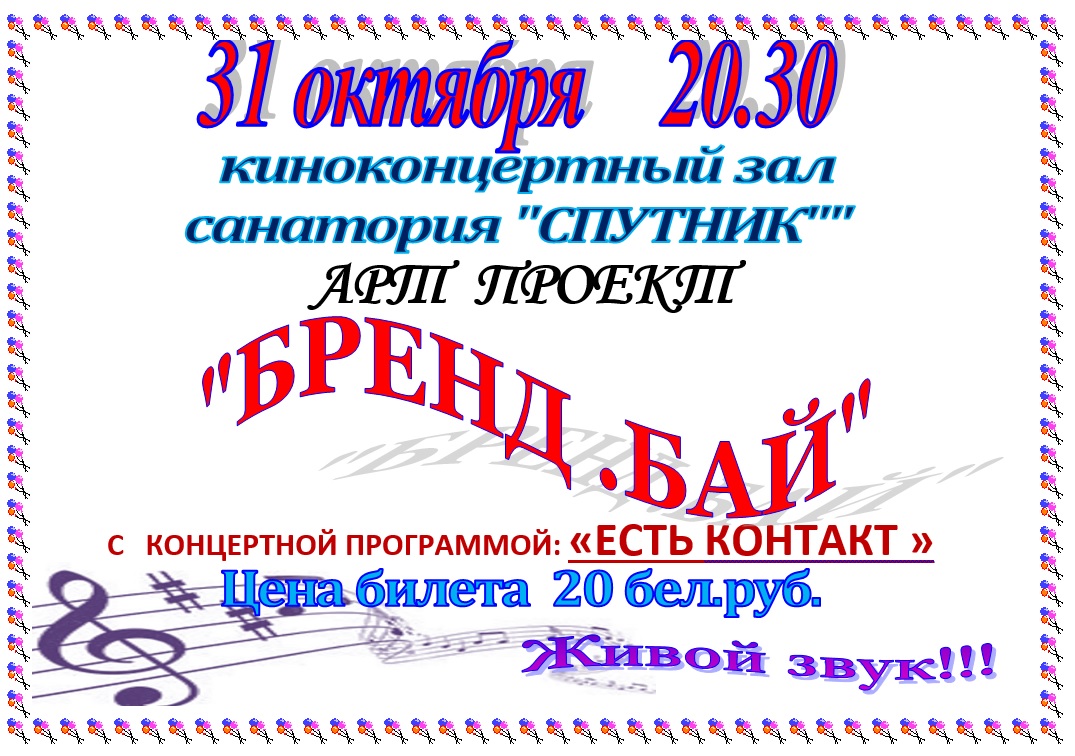 31 октября 20.30
киноконцертный зал
санатория "СПУТНИК""
АРТ ПРОЕКТ
"БРЕНД .БАЙ"
С КОНЦЕРТНОЙ ПРОГРАММОЙ: «ЕСТЬ КОНТАКТ »
Цена билета 20 бел.руб.
Живой звук!!!